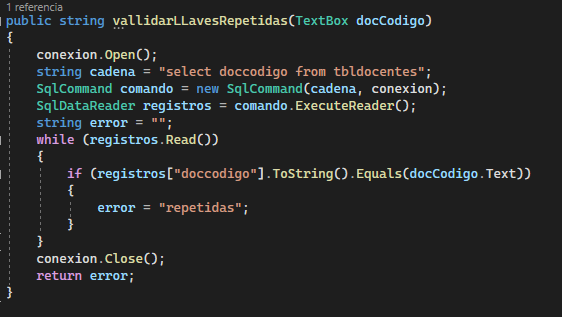 1 referencia
public string vallidarLLavesRepetidas(TextBox docCodigo)
{
conexion.Open();
string cadena = "select doccodigo from tbldocentes";
SqlCommand comando = new SqlCommand(cadena, conexion);
SqlDataReader registros = comando.ExecuteReader();
string error = "";
while (registros.Read())
{
if (registros["doccodigo"].ToString().Equals(docCodigo.Text))
{
error = "repetidas";
}
}
conexion.Close();
return error;
}